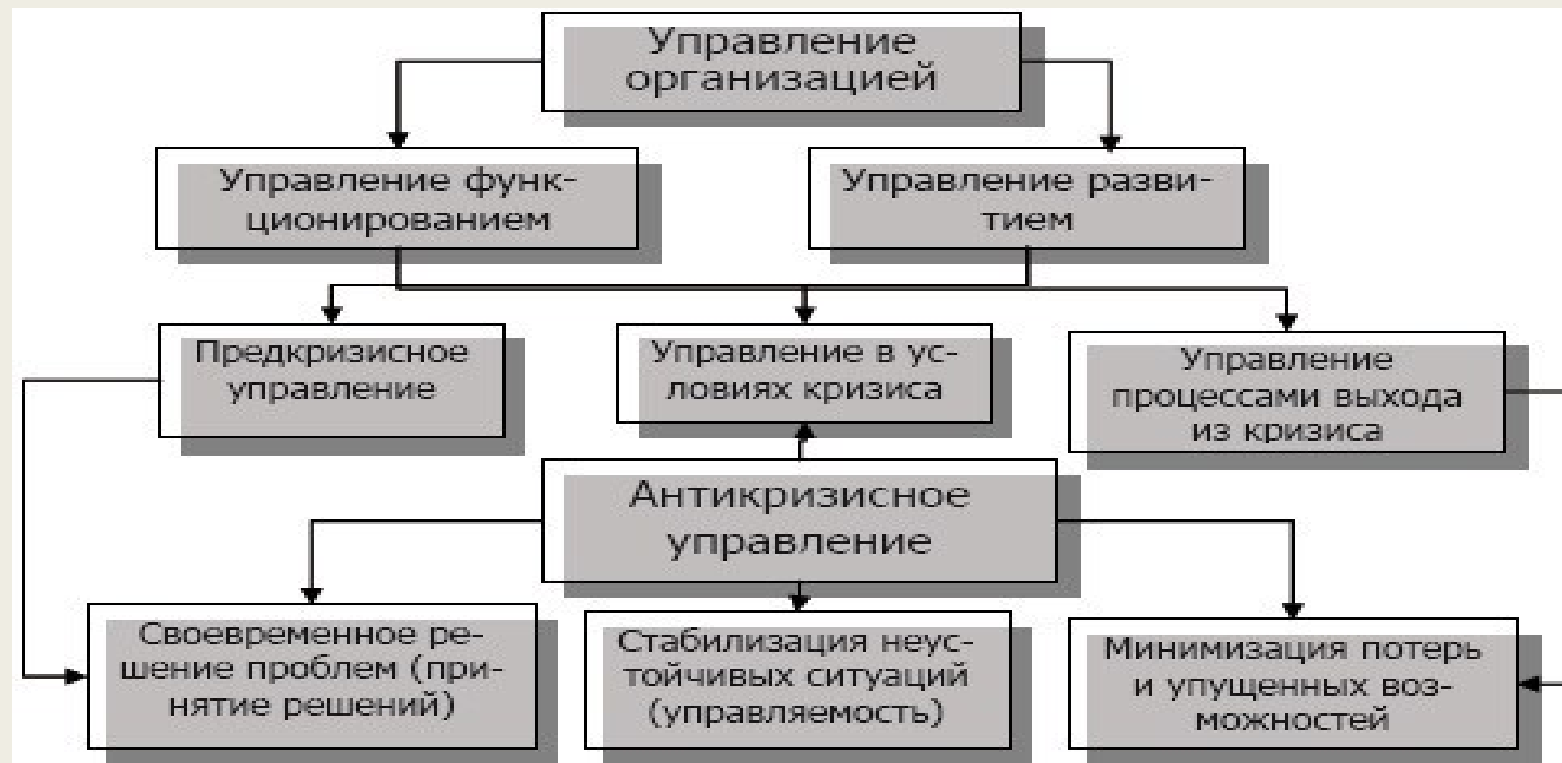 Управление
организацией
Управление функ-
ционированием
Управление разви-
тием
Предкризисное
управление
Управление в ус-
ловиях кризиса
Управление
процессами выхода
из кризиса
Антикризисное
управление
Своевременное ре-
шение проблем (при-
нятие решений)
Стабилизация неус-
тойчивых ситуаций
(управляемость)
Минимизация потерь
и упущенных воз-
можностей